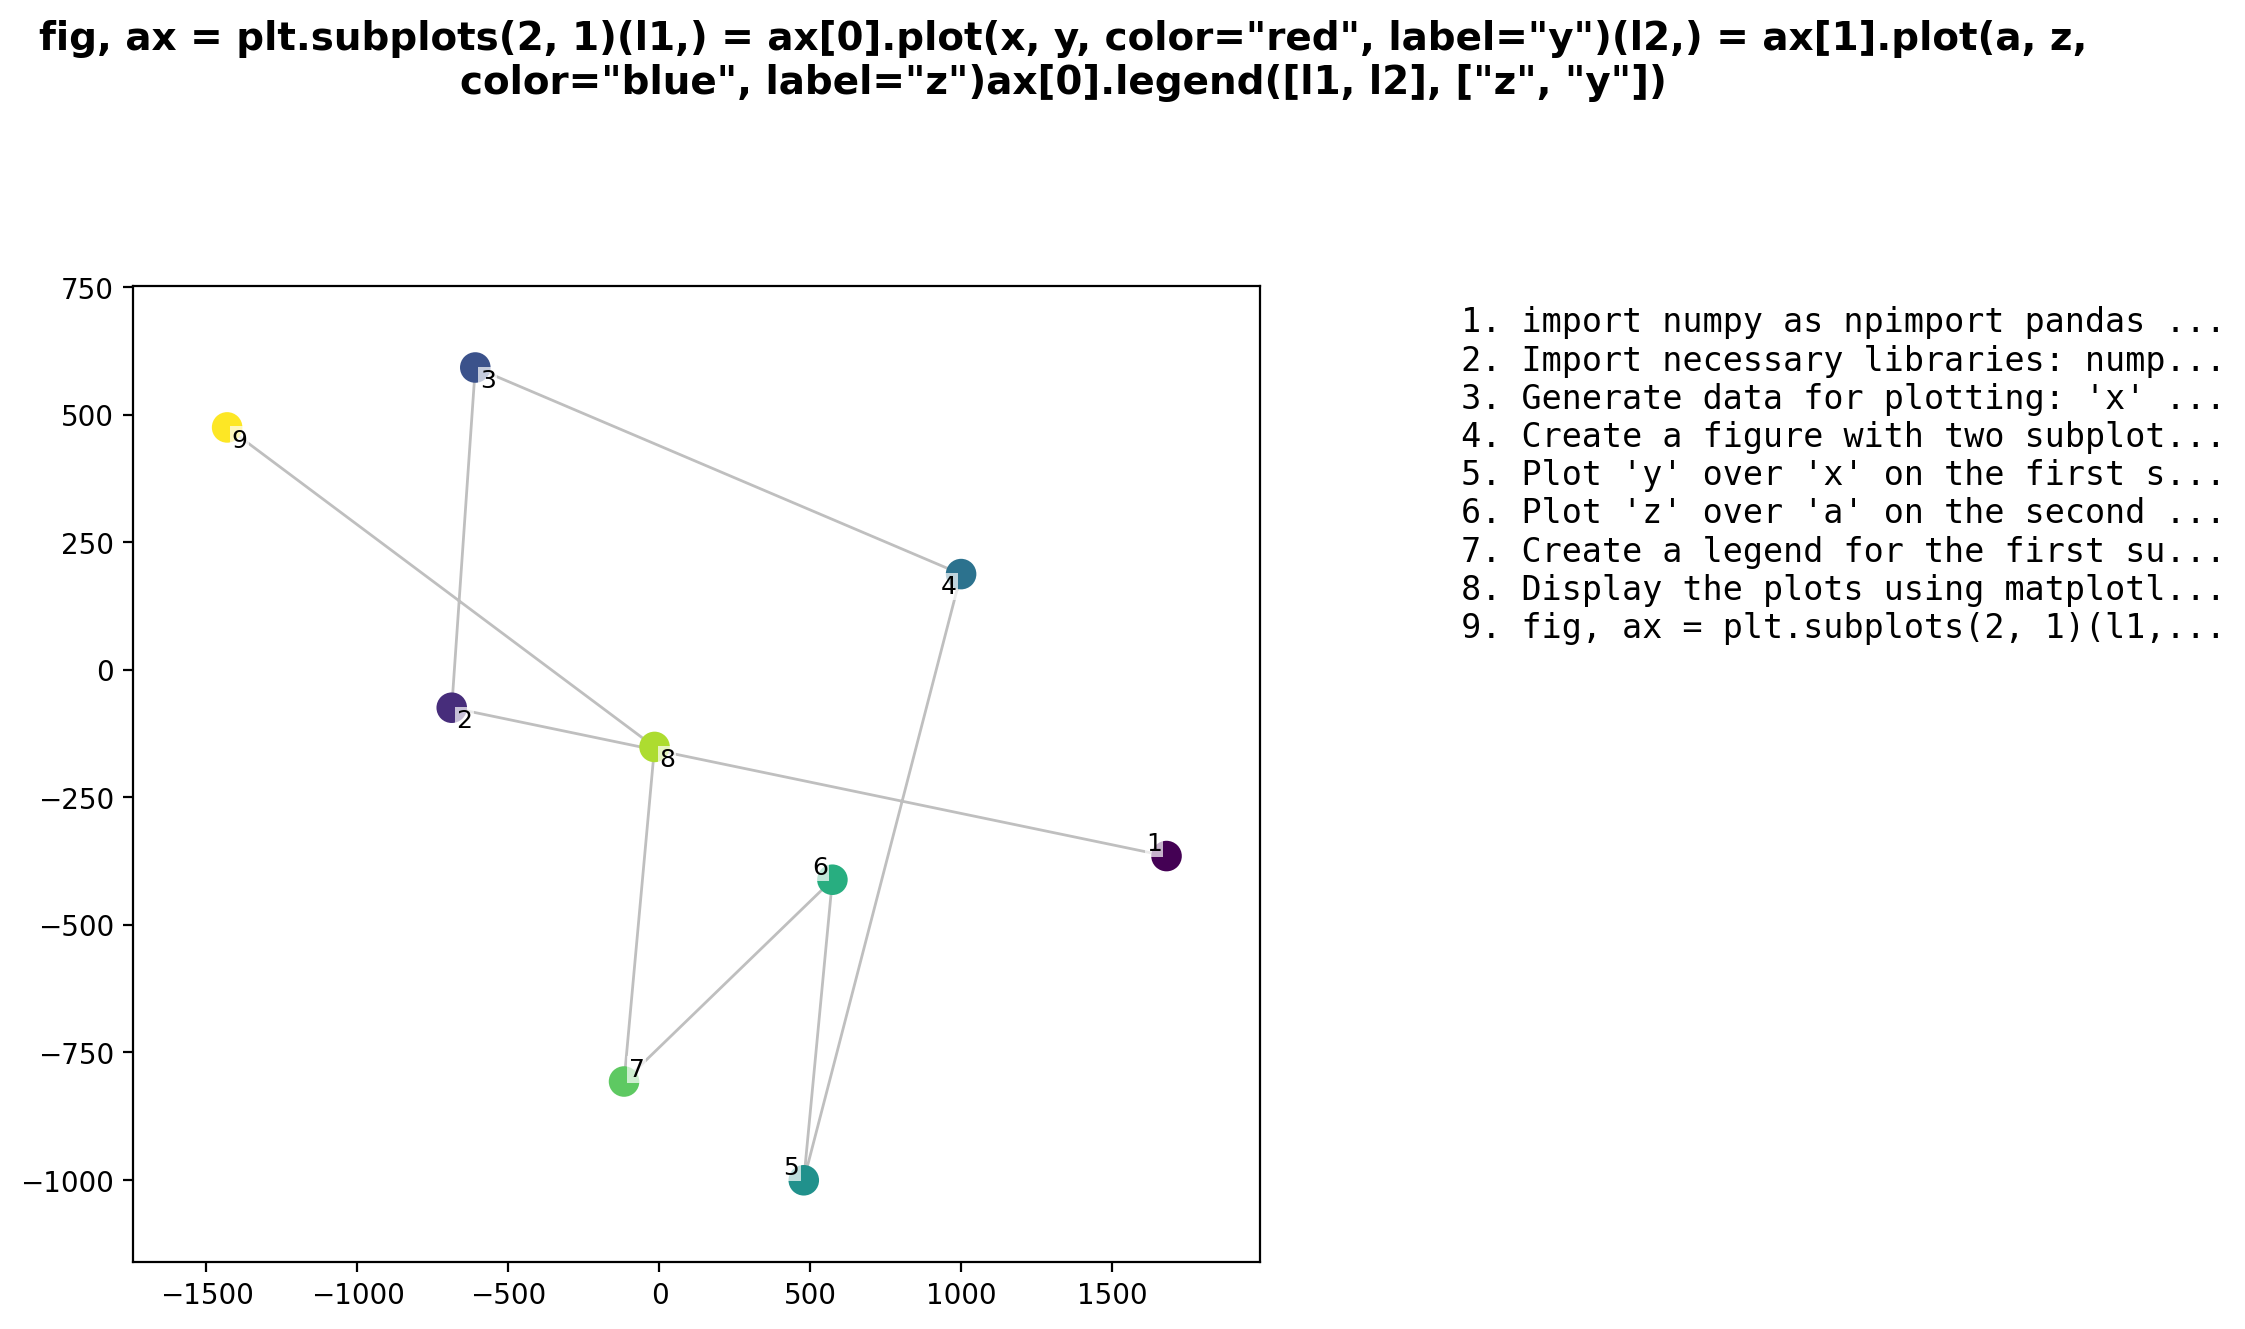 fig, ax = plt.subplots(2, 1)(l1,) = ax[0].plot(x, y, color="red", label="y")(l2,) = ax[1].plot(a, z,
color="blue", label="z")ax[0].legend([l1, l2], ["z", "y"])
750
500
250
0
−250
−500
−750
−1000
−1500
−1000
−500
0
500
1000
1500
3
9
4
2
8
1
6
7
5
1. import numpy as npimport pandas ...
2. Import necessary libraries: nump...
3. Generate data for plotting: 'x' ...
4. Create a figure with two subplot...
5. Plot 'y' over 'x' on the first s...
6. Plot 'z' over 'a' on the second ...
7. Create a legend for the first su...
8. Display the plots using matplotl...
9. fig, ax = plt.subplots(2, 1)(l1,...